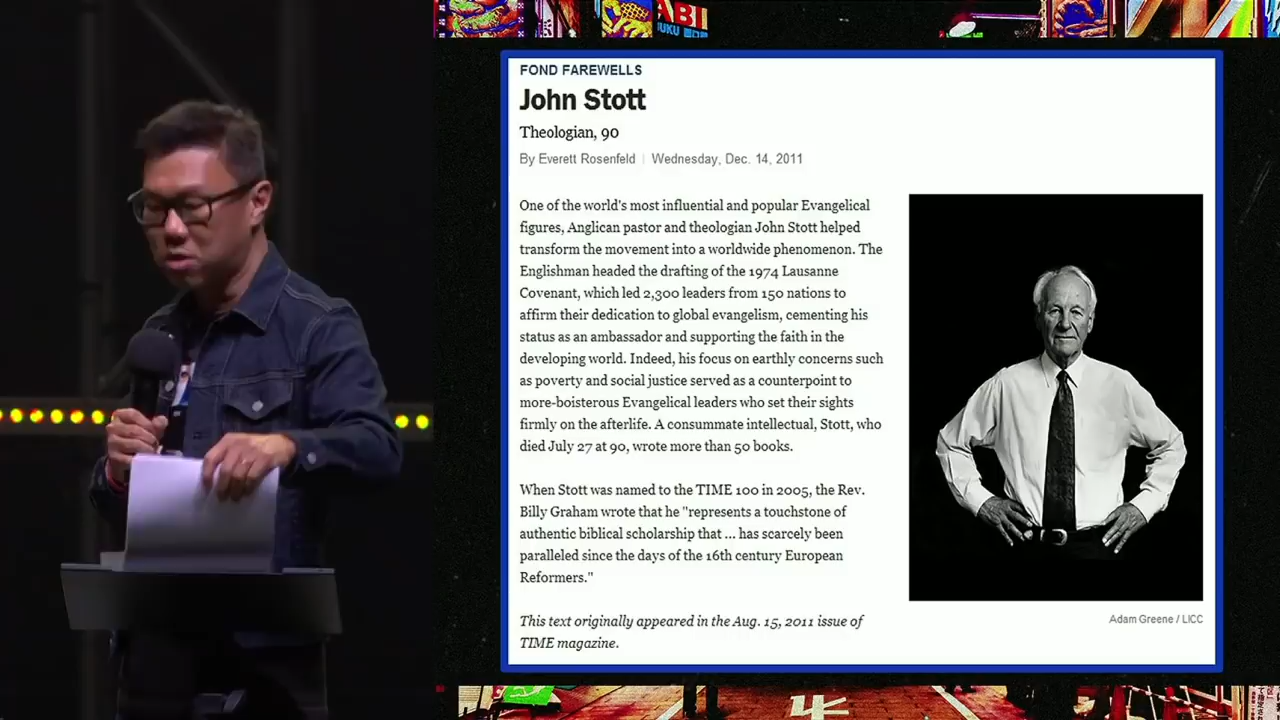 ABI
UKU
FOND FAREWELLS
John Stott
Theologian, 90
By Everett Rosenfeld | Wednesday, Dec. 14, 2011
One of the world's most influential and popular Evangelical
figures, Anglican pastor and theologian John Stott helped
transform the movement into a worldwide phenomenon. The
Englishman headed the drafting of the 1974 Lausanne
Covenant, which led 2,300 leaders from 150 nations to
affirm their dedication to global evangelism, cementing his
status as an ambassador and supporting the faith in the
developing world. Indeed, his focus on earthly concerns such
as poverty and social justice served as a counterpoint to
more-boisterous Evangelical leaders who set their sights
firmly on the afterlife. A consummate intellectual, Stott, who
died July 27 at 90, wrote more than 50 books.
When Stott was named to the TIME 100 in 2005, the Rev.
Billy Graham wrote that he "represents a touchstone of
authentic biblical scholarship that ... has scarcely been
paralleled since the days of the 16th century European
Reformers."
This text originally appeared in the Aug. 15, 2011 issue of
TIME magazine.
Adam Greene / LICC